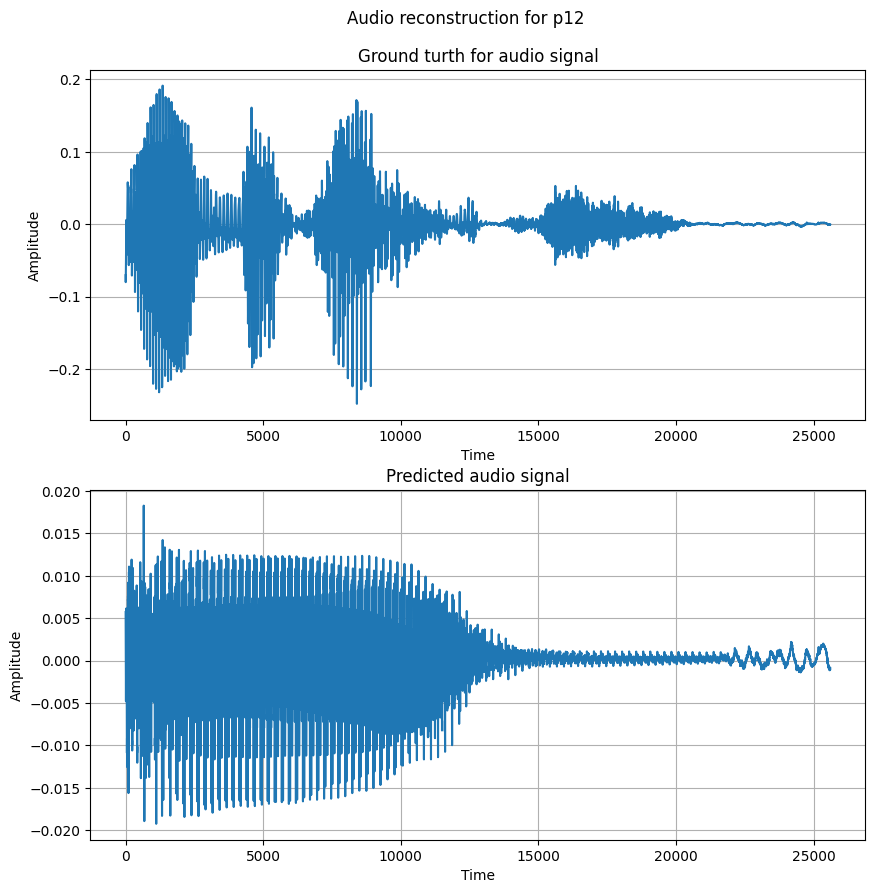 Audio reconstruction for p12
Ground turth for audio signal
0.2
0.1
0.0
−0.1
−0.2
Amplitude
0 5000 10000 15000 20000 25000
Time
Predicted audio signal
0.020
0.015
0.010
0.005
0.000
−0.005
−0.010
−0.015
−0.020
Amplitude
0 5000 10000 15000 20000 25000
Time